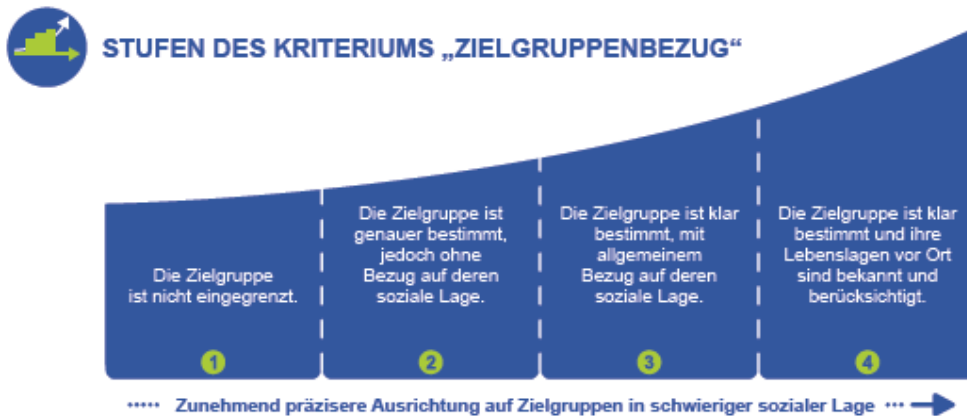 STUFEN DES KRITERIUMS „ZIELGRUPPENBEZUG“
Die Zielgruppe
ist nicht eingegrenzt.
1
Die Zielgruppe ist
genauer bestimmt,
jedoch ohne
Bezug auf deren
soziale Lage.
2
Die Zielgruppe ist klar
bestimmt, mit
allgemeinem
Bezug auf deren
soziale Lage.
3
Die Zielgruppe ist klar
bestimmt und ihre
Lebenslagen vor Ort
sind bekannt und
berücksichtigt.
4
Zunehmend präzisere Ausrichtung auf Zielgruppen in schwieriger sozialer Lage